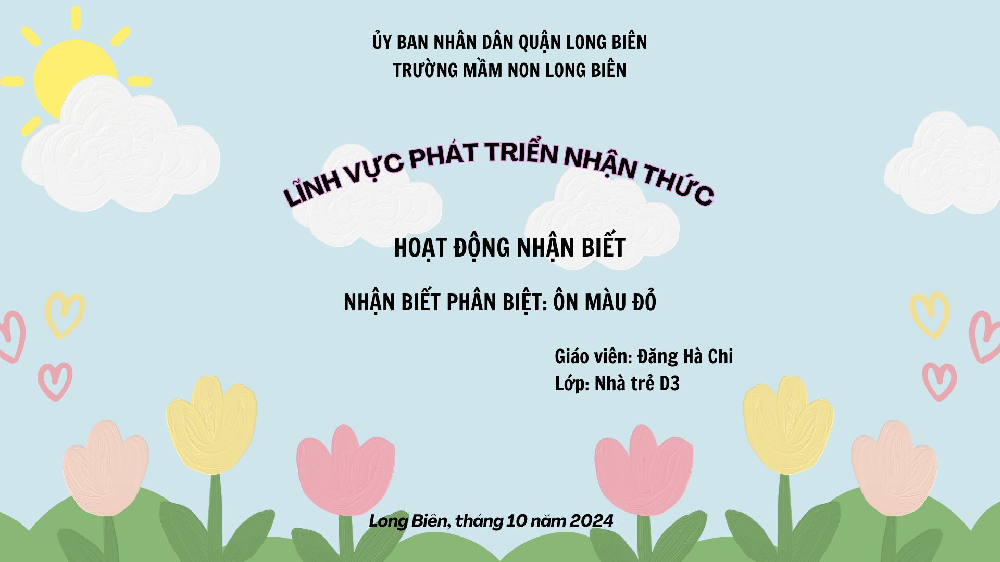 ỦY BAN NHÂN DÂN QUẬN LONG BIÊN
TRƯỜNG MẦM NON LONG BIÊN
LĨNH VỰC PHÁT TRIỂN NHẬN THỨC
HOẠT ĐỘNG NHẬN BIẾT
NHẬN BIẾT PHÂN BIỆT: ÔN MÀU ĐỎ
Giáo viên: Đăng Hà Chi
Lớp: Nhà trẻ D3
Long Biên, tháng 10 năm 2024